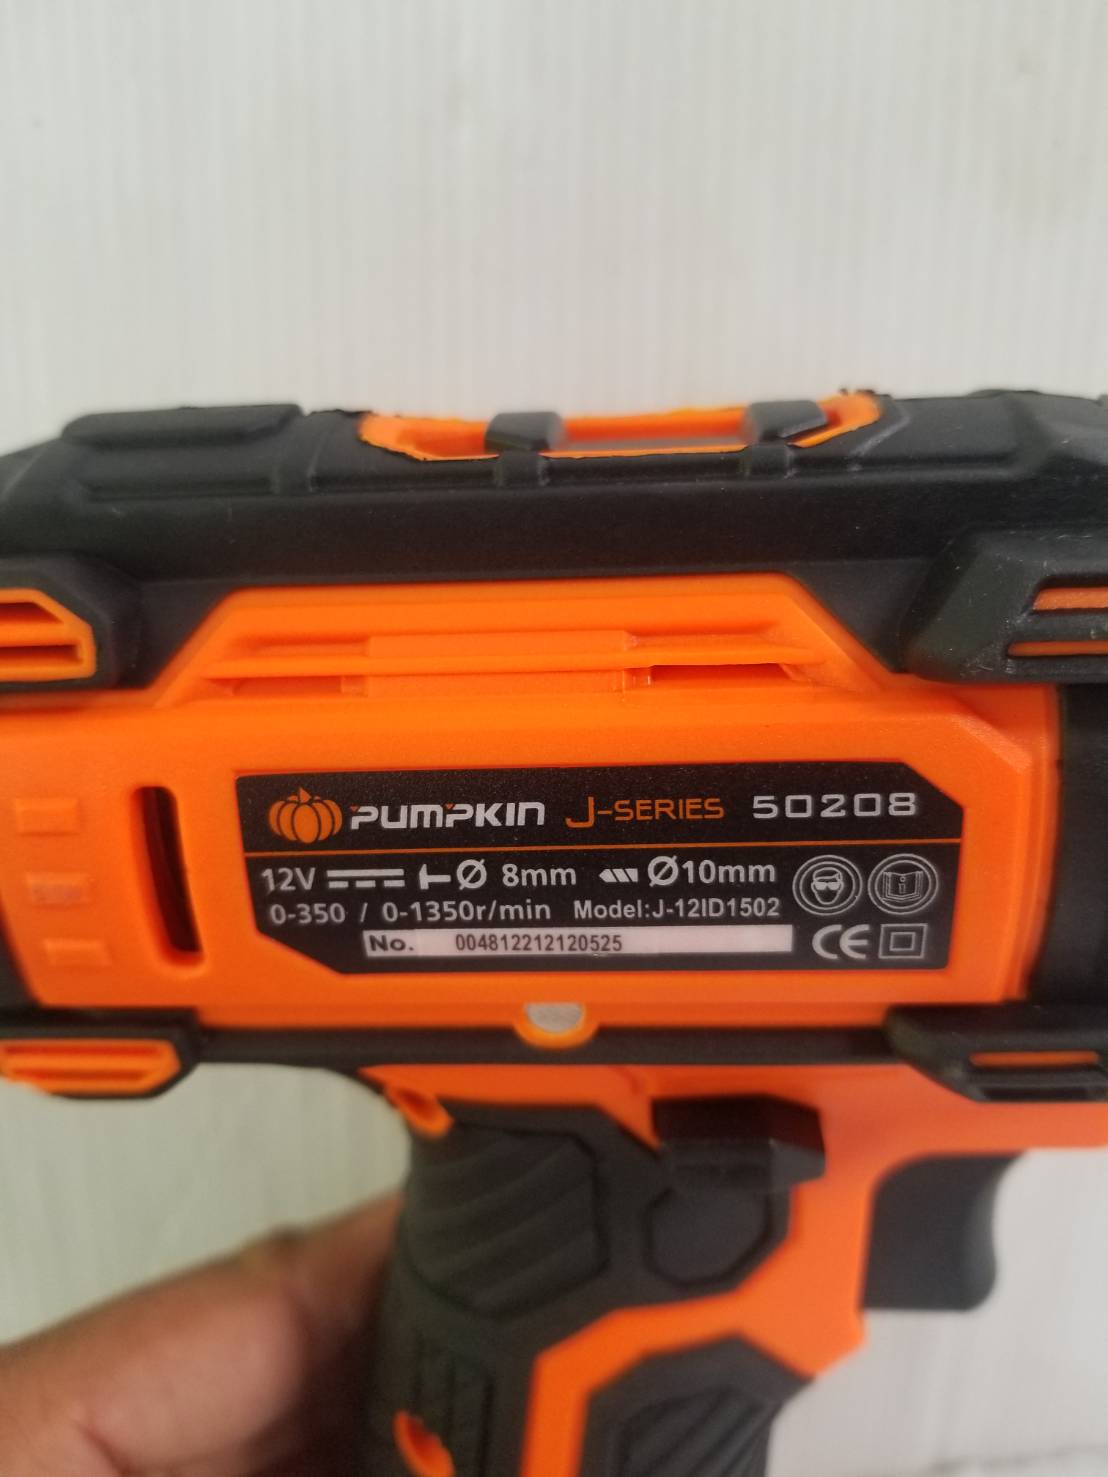 PUMPKIN J-SERIES 50208
12V Ø 8mm Ø10mm
0-350 / 0-1350r/min Model:J-12ID1502
No. 004812212120525 CE